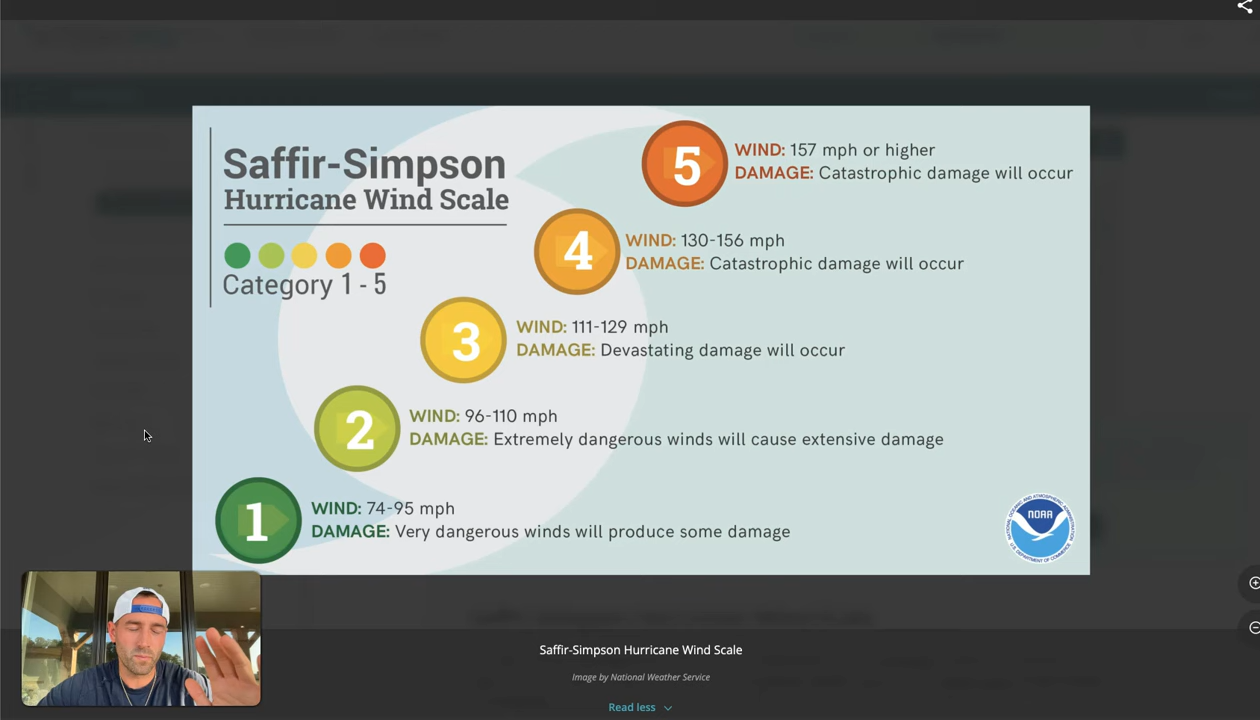 Saffir-Simpson
Hurricane Wind Scale
Category 1 - 5
5
WIND: 157 mph or higher
DAMAGE: Catastrophic damage will occur
4
WIND: 130-156 mph
DAMAGE: Catastrophic damage will occur
3
WIND: 111-129 mph
DAMAGE: Devastating damage will occur
2
WIND: 96-110 mph
DAMAGE: Extremely dangerous winds will cause extensive damage
1
WIND: 74-95 mph
DAMAGE: Very dangerous winds will produce some damage
NOAA
Saffir-Simpson Hurricane Wind Scale
Image by National Weather Service
Read less